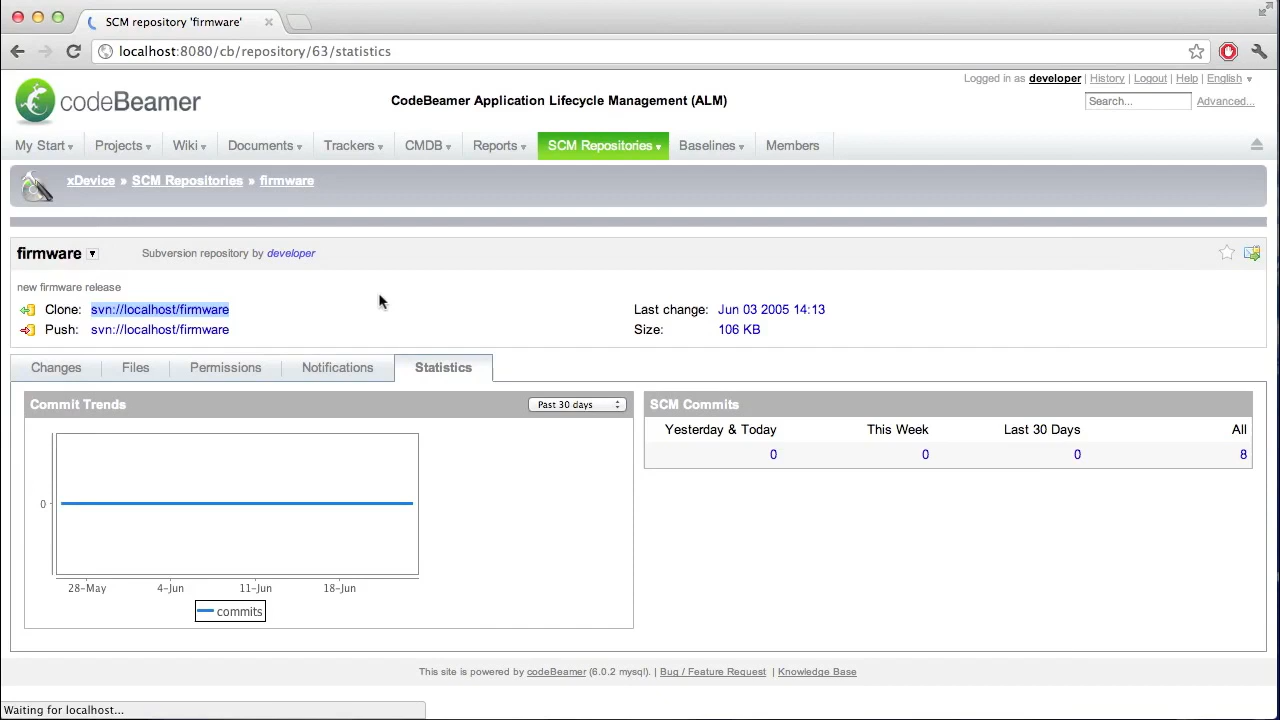 SCM repository 'firmware'
localhost:8080/cb/repository/63/statistics
Logged in as developer | History | Logout | Help | English
codeBeamer
CodeBeamer Application Lifecycle Management (ALM)
Search... Advanced...
My Start Projects Wiki Documents Trackers CMDB Reports SCM Repositories Baselines Members
xDevice » SCM Repositories » firmware
firmware Subversion repository by developer
new firmware release
Clone: svn://localhost/firmware Last change: Jun 03 2005 14:13
Push: svn://localhost/firmware Size: 106 KB
Changes Files Permissions Notifications Statistics
Commit Trends Past 30 days SCM Commits
Yesterday & Today This Week Last 30 Days All
0 0 0 8
0
28-May 4-Jun 11-Jun 18-Jun
commits
This site is powered by codeBeamer (6.0.2 mysql). | Bug / Feature Request | Knowledge Base
Waiting for localhost...